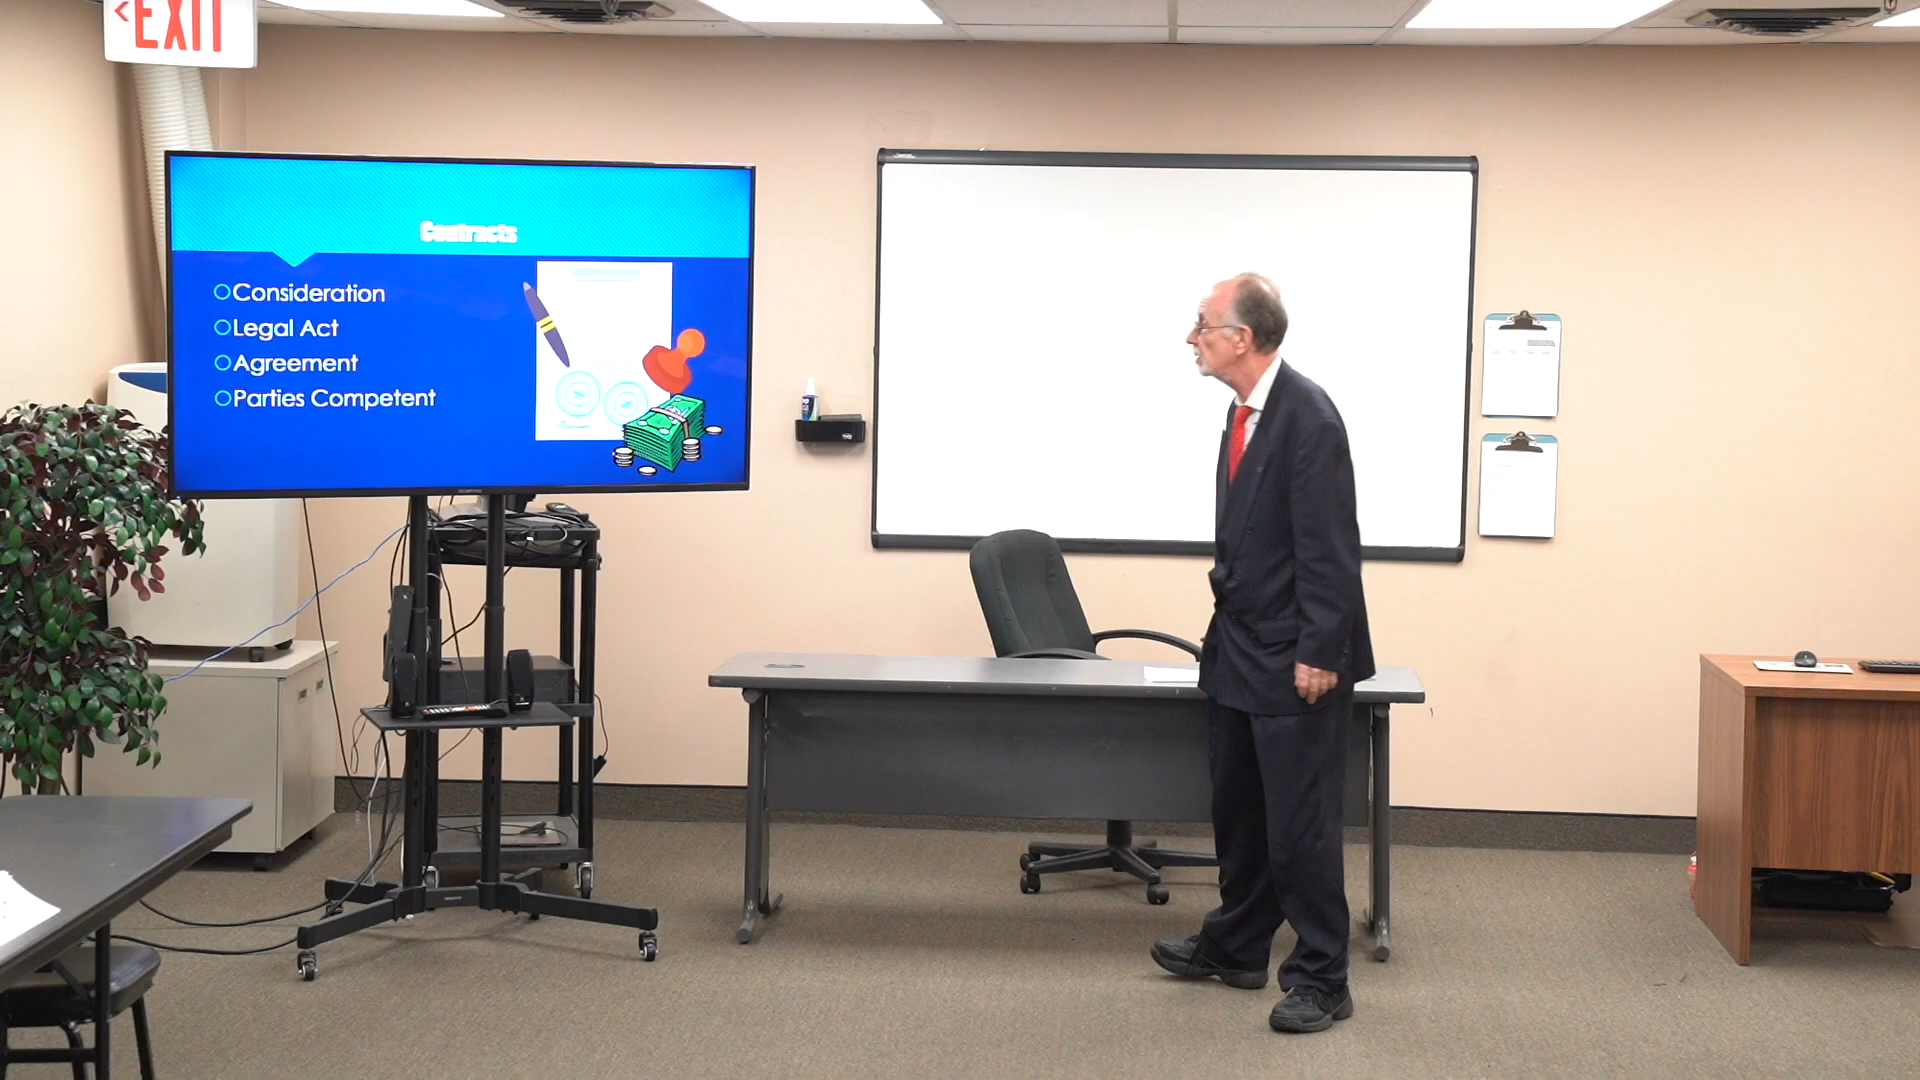 <EXIT
Contracts
Consideration
Legal Act
Agreement
Parties Competent